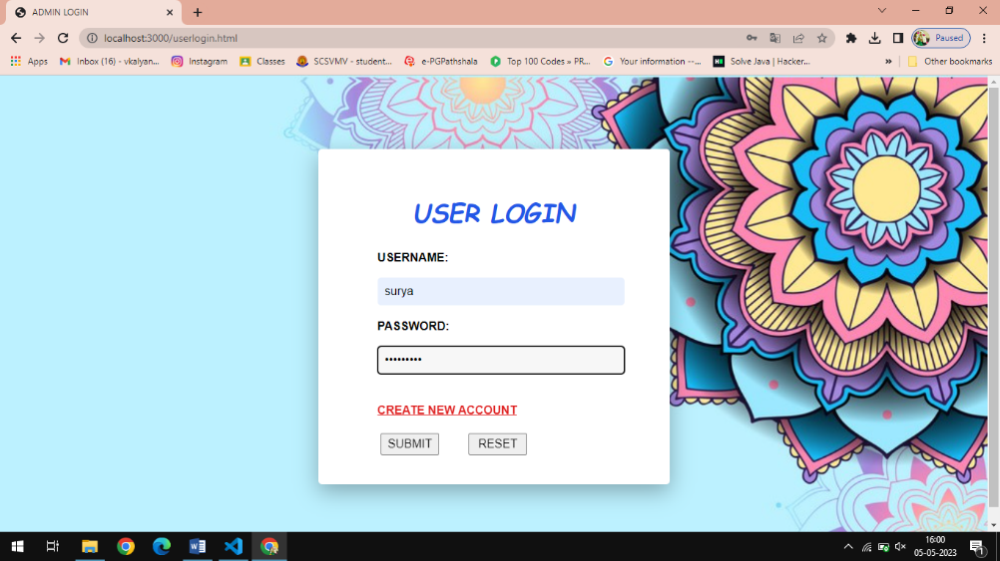 ADMIN LOGIN
localhost:3000/userlogin.html
Paused
Apps
Inbox (16) - vkalyan...
Instagram
Classes
SCSVMV - student...
e-PGPathshala
Top 100 Codes » PR...
Your information --...
Solve Java | Hacker...
»
Other bookmarks
USER LOGIN
USERNAME:
surya
PASSWORD:
•••••••••
CREATE NEW ACCOUNT
SUBMIT RESET
16:00
05-05-2023
1